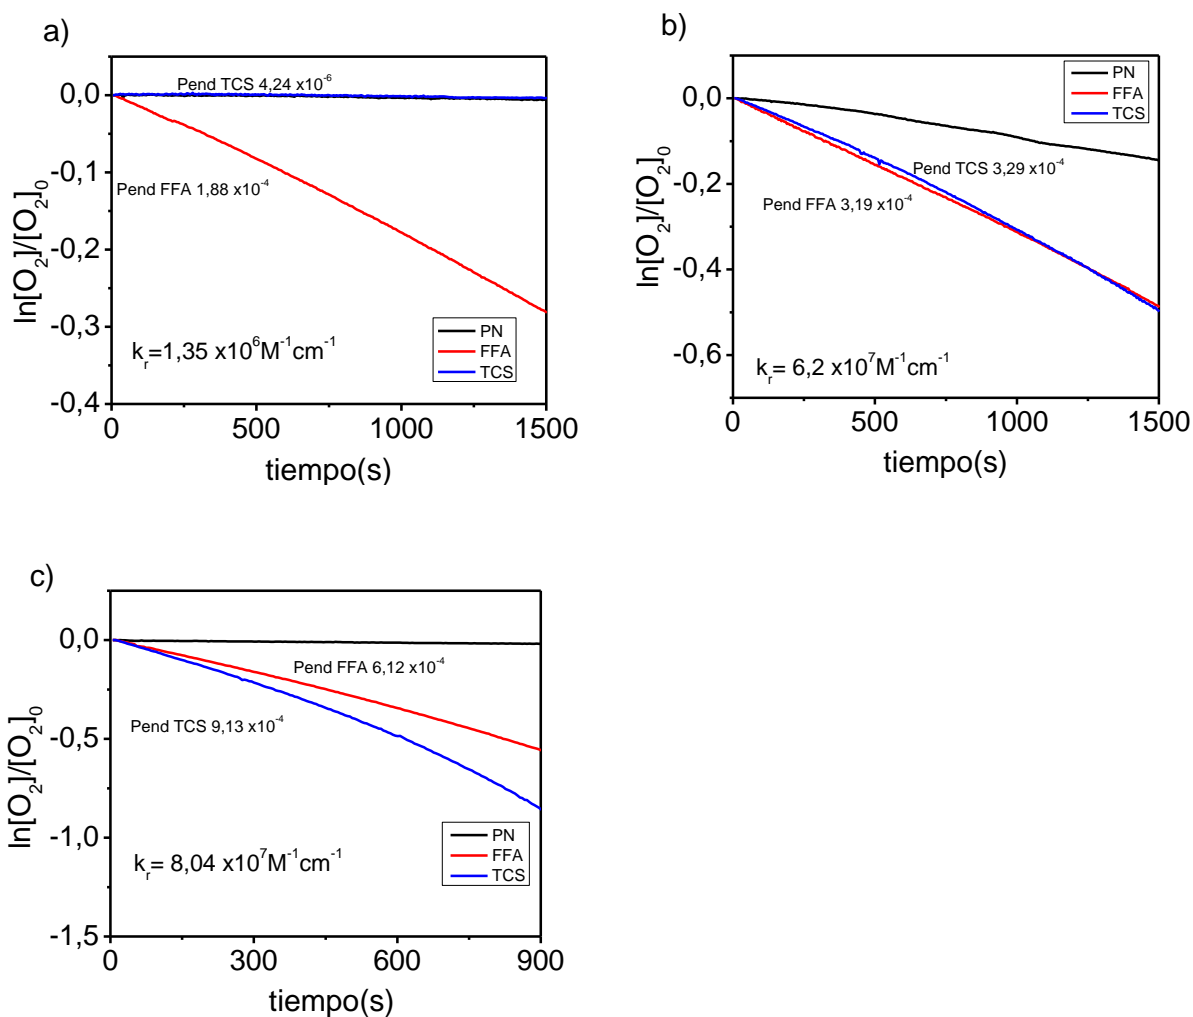 a)
Pend TCS 4,24 x10⁻⁶
0,0
-0,1
-0,2
-0,3
-0,4
ln[O₂]/[O₂]₀
Pend FFA 1,88 x10⁻⁴
PN
FFA
TCS
kᵣ=1,35 x10⁶M⁻¹cm⁻¹
0 500 1000 1500
tiempo(s)
b)
PN
FFA
TCS
0,0
-0,2
-0,4
-0,6
ln[O₂]/[O₂]₀
Pend TCS 3,29 x10⁻⁴
Pend FFA 3,19 x10⁻⁴
kᵣ= 6,2 x10⁷M⁻¹cm⁻¹
0 500 1000 1500
tiempo(s)
c)
0,0
-0,5
-1,0
-1,5
ln[O₂]/[O₂]₀
Pend FFA 6,12 x10⁻⁴
Pend TCS 9,13 x10⁻⁴
PN
FFA
TCS
kᵣ= 8,04 x10⁷M⁻¹cm⁻¹
0 300 600 900
tiempo(s)